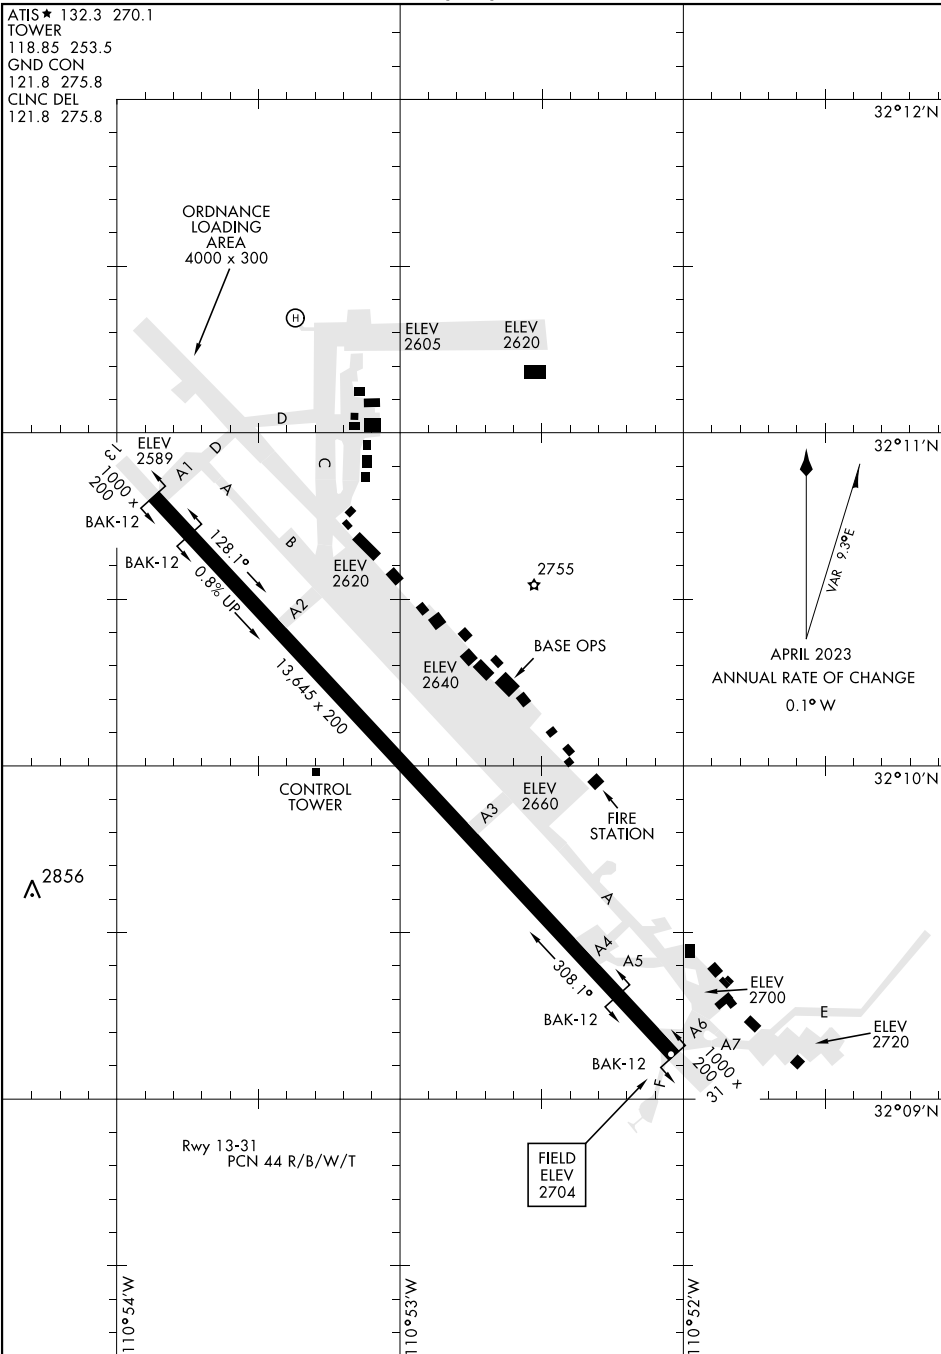 ATIS★ 132.3 270.1
TOWER
118.85 253.5
GND CON
121.8 275.8
CLNC DEL
121.8 275.8
32°12'N
ORDNANCE
LOADING
AREA
4000 x 300
H
ELEV
2605
ELEV
2620
D
32°11'N
13
1000 x
200
ELEV
2589
A1
D
A
C
B
BAK-12
BAK-12
128.1°
0.8% UP
ELEV
2620
2755
VAR 9.3°E
A2
BASE OPS
ELEV
2640
APRIL 2023
ANNUAL RATE OF CHANGE
0.1° W
13,645 x 200
32°10'N
CONTROL
TOWER
ELEV
2660
A3
FIRE
STATION
2856
A
A4
A5
308.1°
ELEV
2700
BAK-12
A6
A7
E
ELEV
2720
BAK-12
1000 x
200
31
F
32°09'N
Rwy 13-31
PCN 44 R/B/W/T
FIELD
ELEV
2704
110°54'W
110°53'W
110°52'W